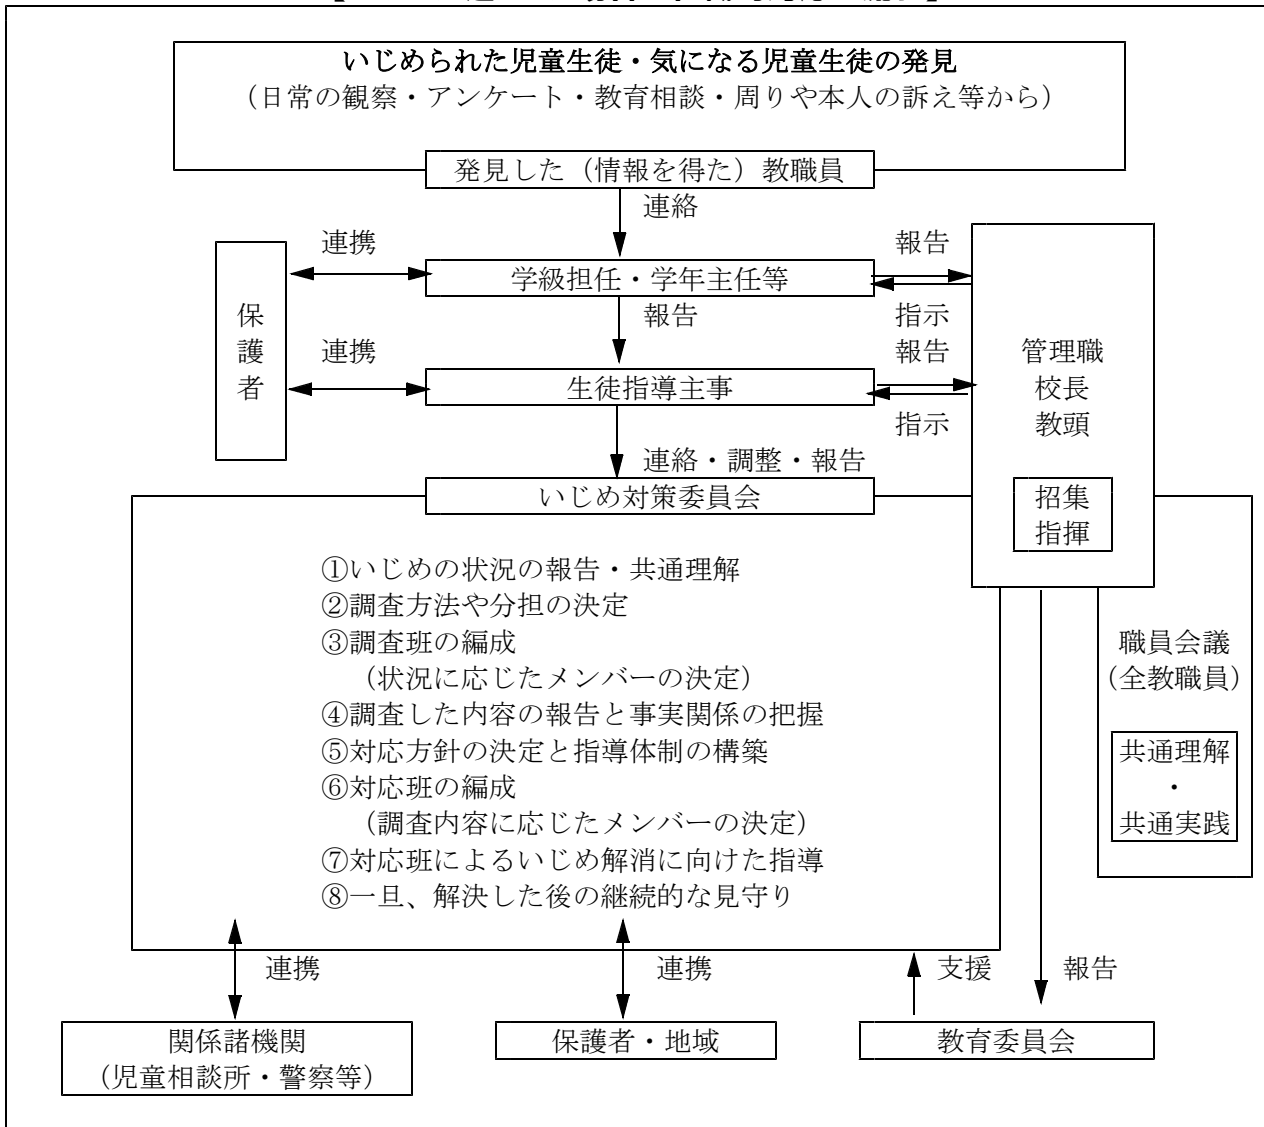 いじめられた児童生徒・気になる児童生徒の発見
（日常の観察・アンケート・教育相談・周りや本人の訴え等から）
発見した（情報を得た）教職員
連絡
連携
報告
学級担任・学年主任等
指示
報告
保護者
連携
報告
生徒指導主事
指示
管理職
校長
教頭
招集
指揮
連絡・調整・報告
いじめ対策委員会
①いじめの状況の報告・共通理解
②調査方法や分担の決定
③調査班の編成
（状況に応じたメンバーの決定）
④調査した内容の報告と事実関係の把握
⑤対応方針の決定と指導体制の構築
⑥対応班の編成
（調査内容に応じたメンバーの決定）
⑦対応班によるいじめ解消に向けた指導
⑧一旦、解決した後の継続的な見守り
職員会議
（全教職員）
共通理解
・
共通実践
連携
連携
支援
報告
関係諸機関
（児童相談所・警察等）
保護者・地域
教育委員会